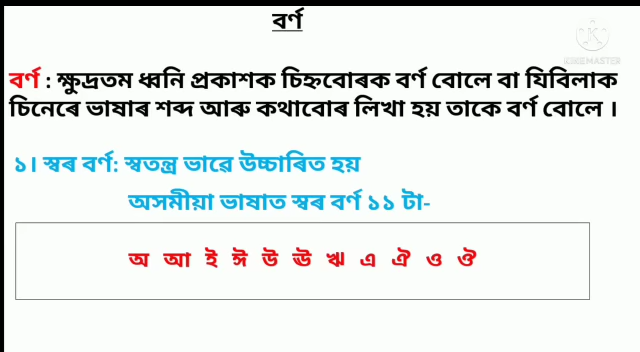 বৰ্ণ
KINEMASTER
বৰ্ণ : ক্ষুদ্ৰতম ধ্বনি প্ৰকাশক চিহ্নবোৰক বৰ্ণ বোলে বা যিবিলাক
চিনেৰে ভাষাৰ শব্দ আৰু কথাবোৰ লিখা হয় তাকে বৰ্ণ বোলে ।
১। স্বৰ বৰ্ণ: স্বতন্ত্ৰ ভাৱে উচ্চাৰিত হয়
অসমীয়া ভাষাত স্বৰ বৰ্ণ ১১ টা-
অ আ ই ঈ উ ঊ ঋ এ ঐ ও ঔ